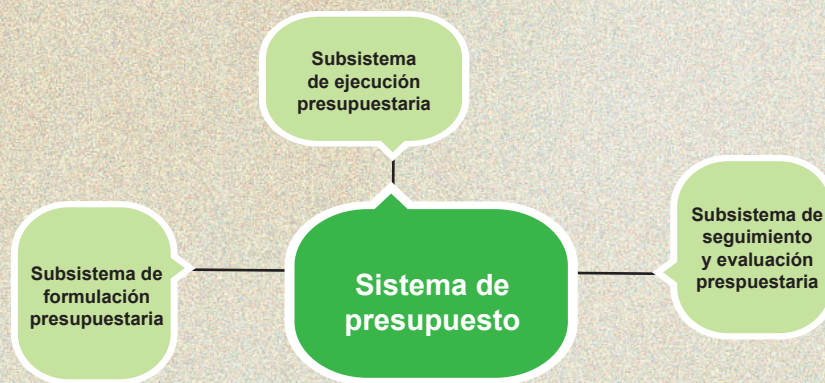 Subsistema
de ejecución
presupuestaria
Subsistema de
formulación
presupuestaria
Sistema de
presupuesto
Subsistema de
seguimiento
y evaluación
prespuestaria